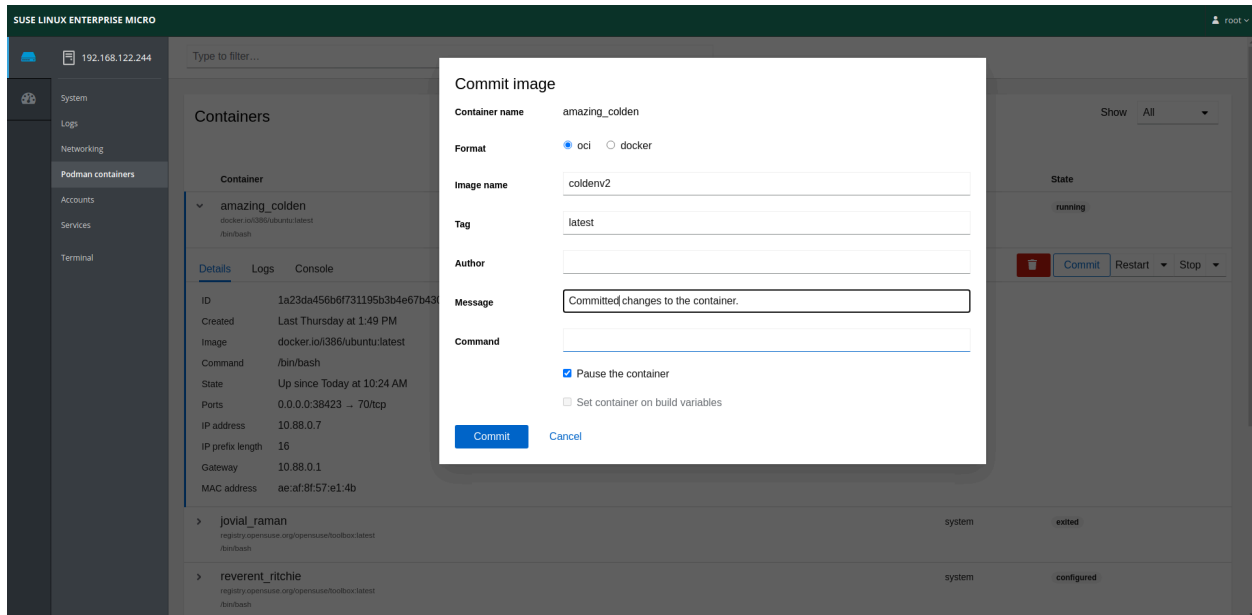 SUSE LINUX ENTERPRISE MICRO
root
192.168.122.244
System
Logs
Networking
Podman containers
Accounts
Services
Terminal
Type to filter...
Containers
Show All
Container State
amazing_colden running
docker.io/i386/ubuntu:latest
/bin/bash
Details Logs Console
Commit Restart Stop
ID 1a23da456b6f731195b3b4e67b430
Created Last Thursday at 1:49 PM
Image docker.io/i386/ubuntu:latest
Command /bin/bash
State Up since Today at 10:24 AM
Ports 0.0.0.0:38423 → 70/tcp
IP address 10.88.0.7
IP prefix length 16
Gateway 10.88.0.1
MAC address ae:af:8f:57:e1:4b
jovial_raman system exited
registry.opensuse.org/opensuse/toolbox:latest
/bin/bash
reverent_ritchie system configured
registry.opensuse.org/opensuse/toolbox:latest
/bin/bash
Commit image
Container name amazing_colden
Format oci docker
Image name coldenv2
Tag latest
Author
Message Committed changes to the container.
Command
Pause the container
Set container on build variables
Commit Cancel